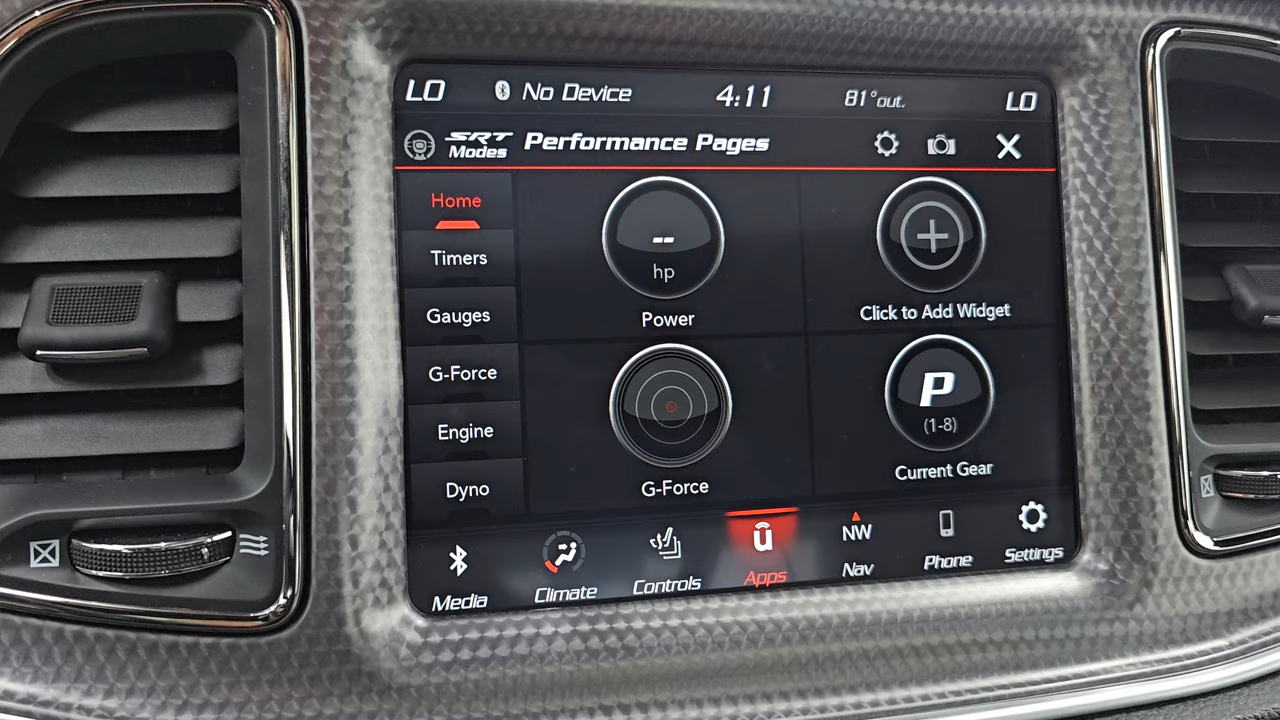 LO No Device 4:11 81°out. LO
SRT
Modes
Performance Pages
Home
Timers
Gauges
G-Force
Engine
Dyno
--
hp
Power
Click to Add Widget
G-Force
P
(1-8)
Current Gear
Media
Climate
Controls
û
Apps
NW
Nav
Phone
Settings